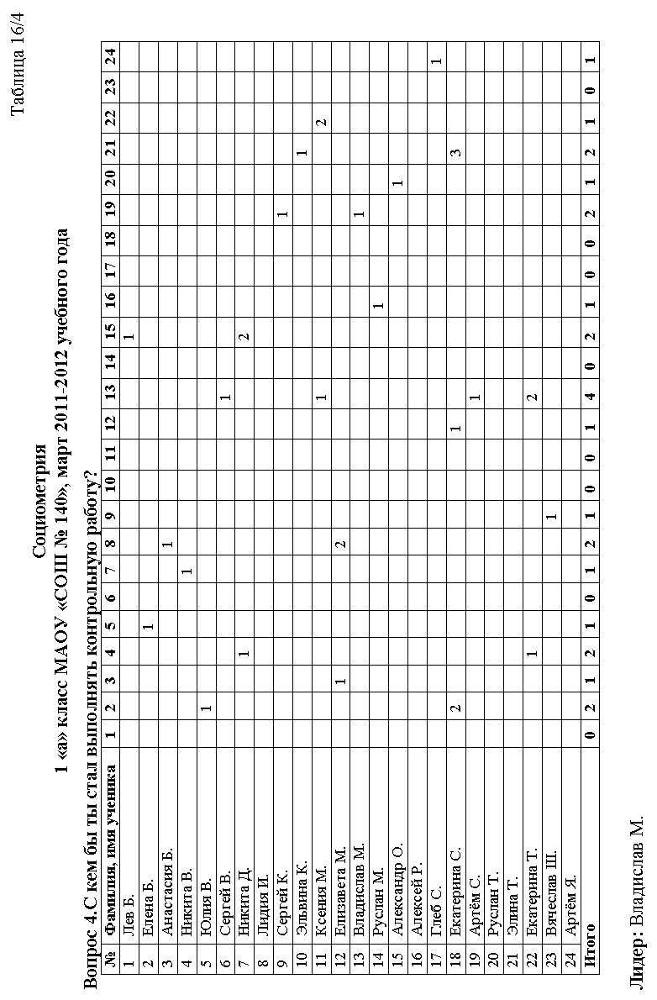 Таблица 16/4
Социометрия
1 «а» класс МАОУ «СОШ № 140», март 2011-2012 учебного года
Вопрос 4.С кем бы ты стал выполнять контрольную работу?
№ Фамилия, имя ученика 1 2 3 4 5 6 7 8 9 10 11 12 13 14 15 16 17 18 19 20 21 22 23 24
1 Лев Б. 1
2 Елена Б. 1
3 Анастасия Б. 1
4 Никита В. 1
5 Юлия В. 1
6 Сергей В. 1
7 Никита Д. 1 2
8 Лидия И.
9 Сергей К. 1
10 Эльвина К. 1
11 Ксения М. 1 2
12 Елизавета М. 1 2
13 Владислав М. 1
14 Руслан М. 1
15 Александр О. 1
16 Алексей Р.
17 Глеб С. 1
18 Екатерина С. 2 1 3
19 Артём С. 1
20 Руслан Т.
21 Элина Т.
22 Екатерина Т. 1 2
23 Вячеслав Ш. 1
24 Артём Я.
Итого 0 2 1 2 1 0 1 2 1 0 0 1 4 0 2 1 0 0 2 1 2 1 0 1
Лидер: Владислав М.